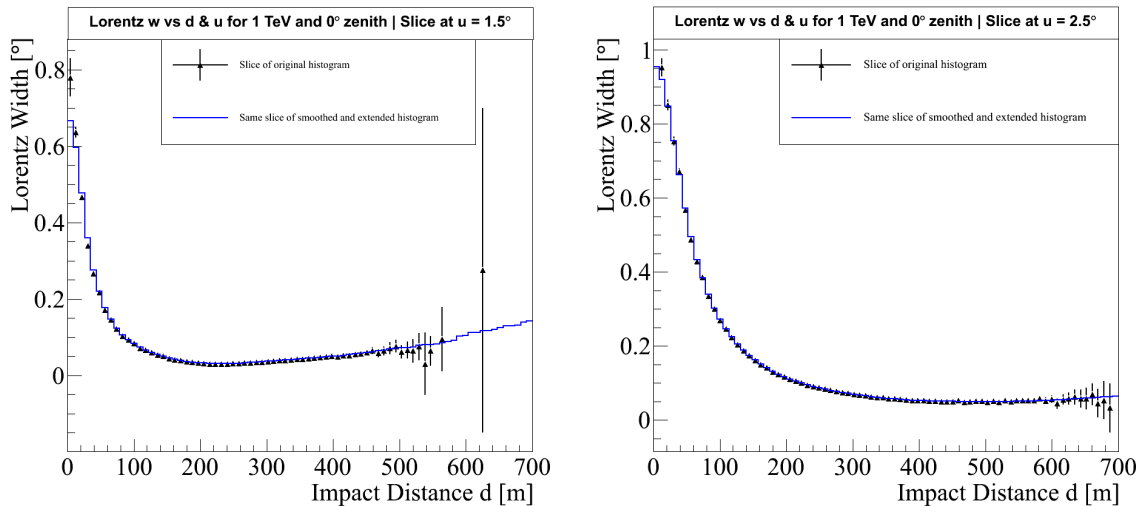 Lorentz w vs d & u for 1 TeV and 0° zenith | Slice at u = 1.5°
Lorentz Width [°]
0.8
0.6
0.4
0.2
0
Slice of original histogram
Same slice of smoothed and extended histogram
0 100 200 300 400 500 600 700
Impact Distance d [m]
Lorentz w vs d & u for 1 TeV and 0° zenith | Slice at u = 2.5°
Lorentz Width [°]
1
0.8
0.6
0.4
0.2
0
Slice of original histogram
Same slice of smoothed and extended histogram
0 100 200 300 400 500 600 700
Impact Distance d [m]